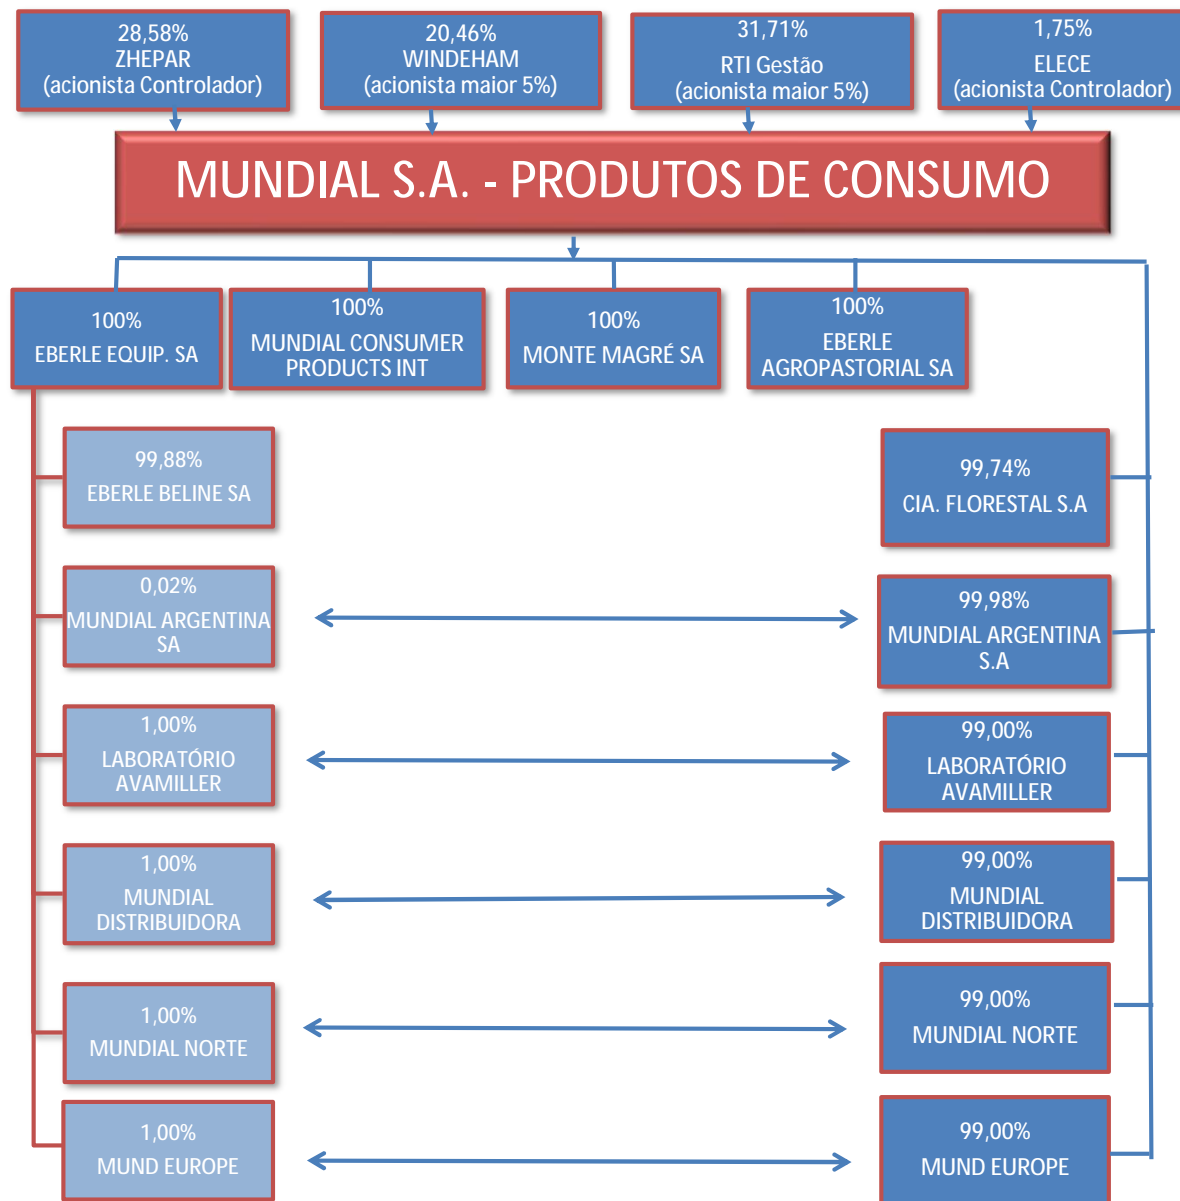 28,58%
ZHEPAR
(acionista Controlador)
20,46%
WINDEHAM
(acionista maior 5%)
31,71%
RTI Gestão
(acionista maior 5%)
1,75%
ELECE
(acionista Controlador)
MUNDIAL S.A. - PRODUTOS DE CONSUMO
100%
EBERLE EQUIP. SA
100%
MUNDIAL CONSUMER
PRODUCTS INT
100%
MONTE MAGRÉ SA
100%
EBERLE
AGROPASTORIAL SA
99,88%
EBERLE BELINE SA
99,74%
CIA. FLORESTAL S.A
0,02%
MUNDIAL ARGENTINA
SA
99,98%
MUNDIAL ARGENTINA
S.A
1,00%
LABORATÓRIO
AVAMILLER
99,00%
LABORATÓRIO
AVAMILLER
1,00%
MUNDIAL
DISTRIBUIDORA
99,00%
MUNDIAL
DISTRIBUIDORA
1,00%
MUNDIAL NORTE
99,00%
MUNDIAL NORTE
1,00%
MUND EUROPE
99,00%
MUND EUROPE